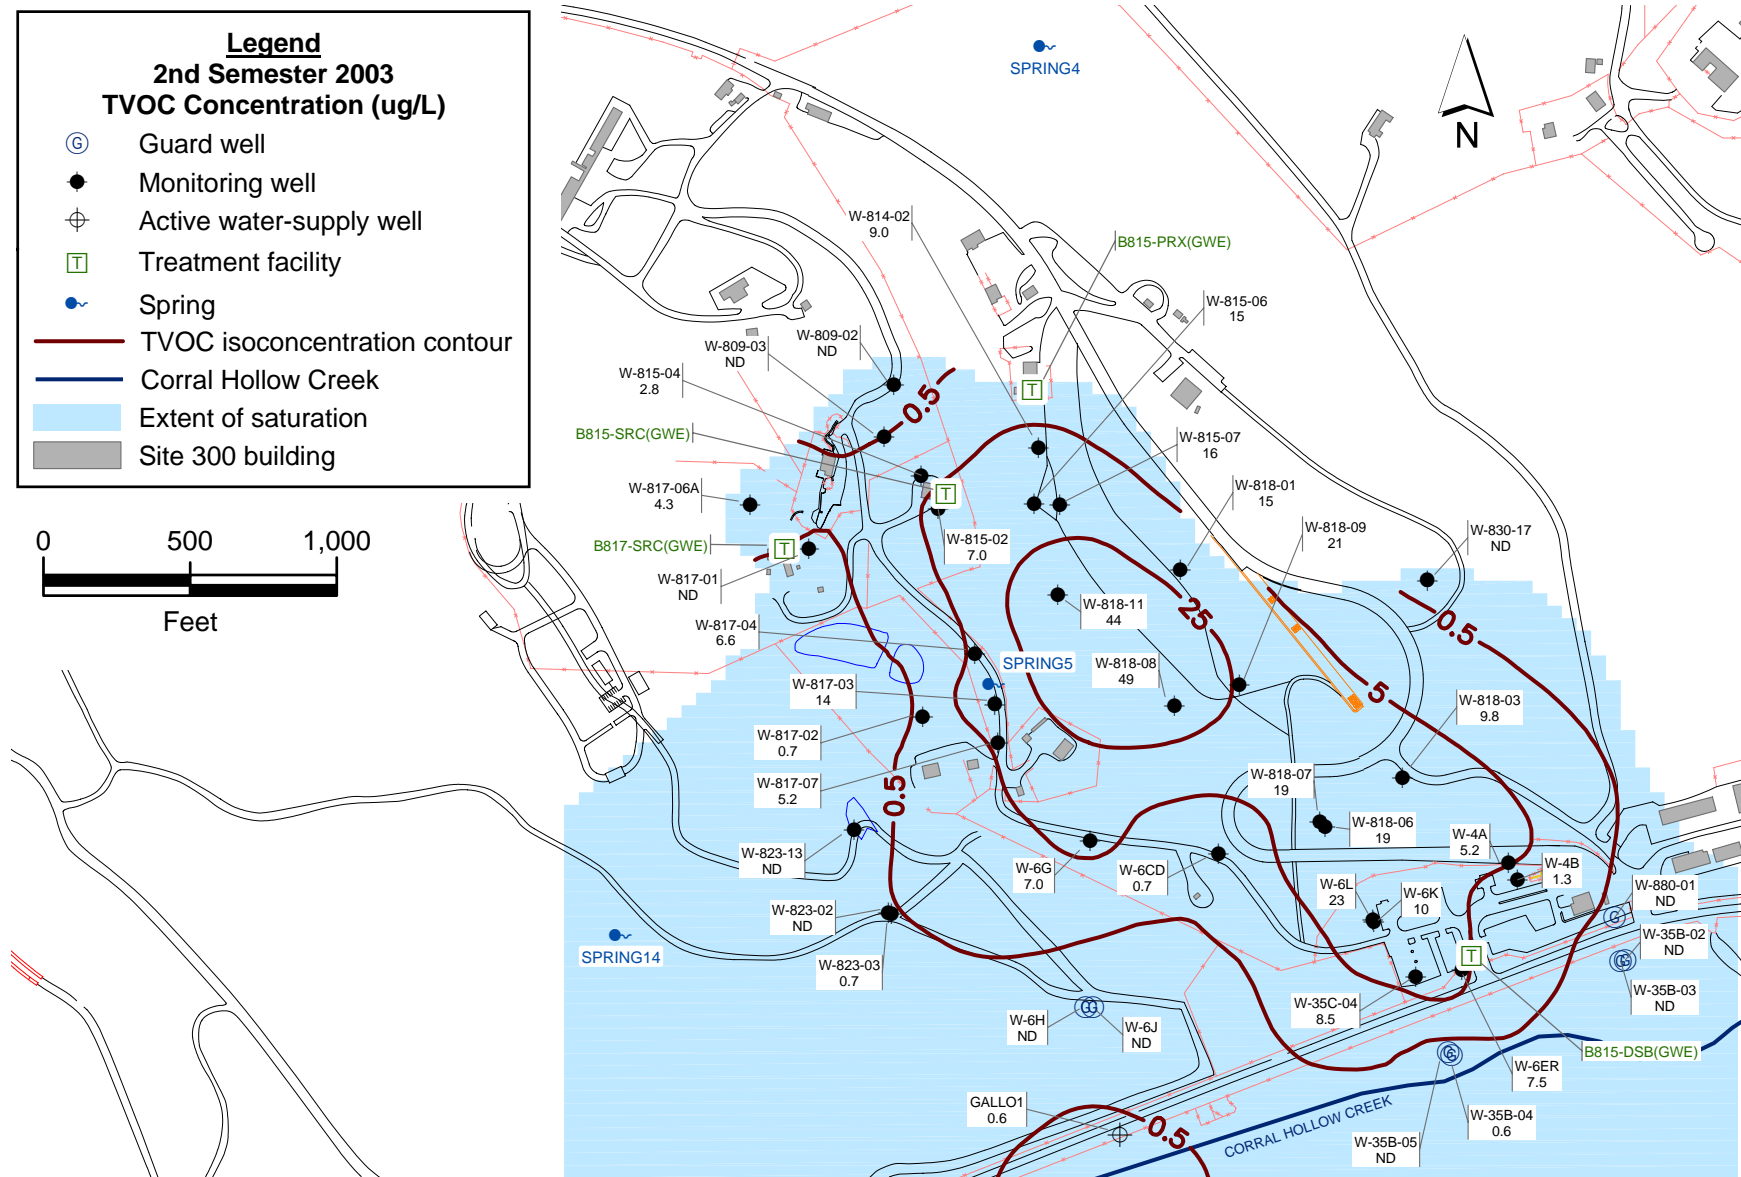 Legend
2nd Semester 2003
TVOC Concentration (ug/L)
G Guard well
Monitoring well
Active water-supply well
T Treatment facility
Spring
TVOC isoconcentration contour
Corral Hollow Creek
Extent of saturation
Site 300 building
0 500 1,000
Feet
N
SPRING4
W-814-02
9.0
B815-PRX(GWE)
T
W-815-06
15
W-809-02
ND
W-809-03
ND
W-815-04
2.8
0.5
B815-SRC(GWE)
T
W-815-07
16
W-817-06A
4.3
W-818-01
15
W-818-09
21
W-830-17
ND
B817-SRC(GWE)
T
W-815-02
7.0
W-817-01
ND
W-818-11
44
25
0.5
W-817-04
6.6
SPRING5
W-818-08
49
5
W-817-03
14
W-818-03
9.8
W-817-02
0.7
W-817-07
5.2
0.5
W-818-07
19
W-818-06
19
W-4A
5.2
W-4B
1.3
W-823-13
ND
W-6G
7.0
W-6CD
0.7
W-6L
23
W-6K
10
W-880-01
ND
G
W-823-02
ND
W-35B-02
ND
G
G
SPRING14
W-823-03
0.7
T
W-35B-03
ND
W-35C-04
8.5
W-6H
ND
G
G
W-6J
ND
B815-DSB(GWE)
G
G
W-6ER
7.5
GALLO1
0.6
0.5
CORRAL HOLLOW CREEK
W-35B-04
0.6
W-35B-05
ND